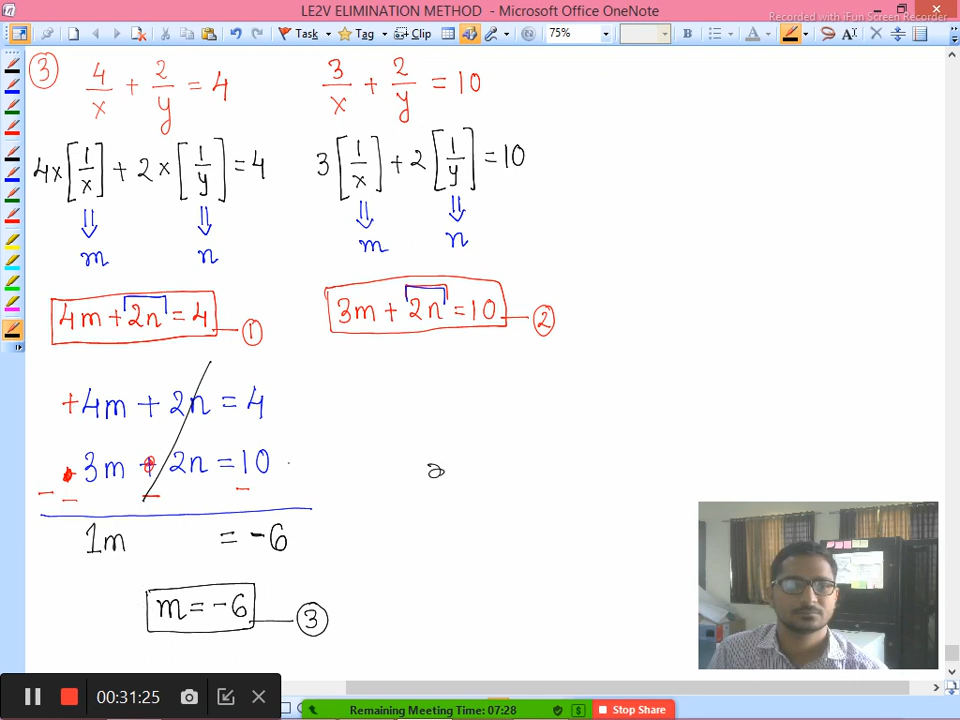 LE2V ELIMINATION METHOD - Microsoft Office OneNote
Recorded with iFun Screen Recorder
Task Tag Clip 75% B
③ 4/x + 2/y = 4 3/x + 2/y = 10
4×[1/x] + 2×[1/y] = 4 3[1/x] + 2[1/y] = 10
⇓ ⇓ ⇓ ⇓
m n m n
4m + 2n = 4 — ① 3m + 2n = 10 — ②
+4m + 2n = 4
3m + 2n = 10
− − − −
1m = -6
m = -6 — ③
2
00:31:25
Remaining Meeting Time: 07:28 Stop Share